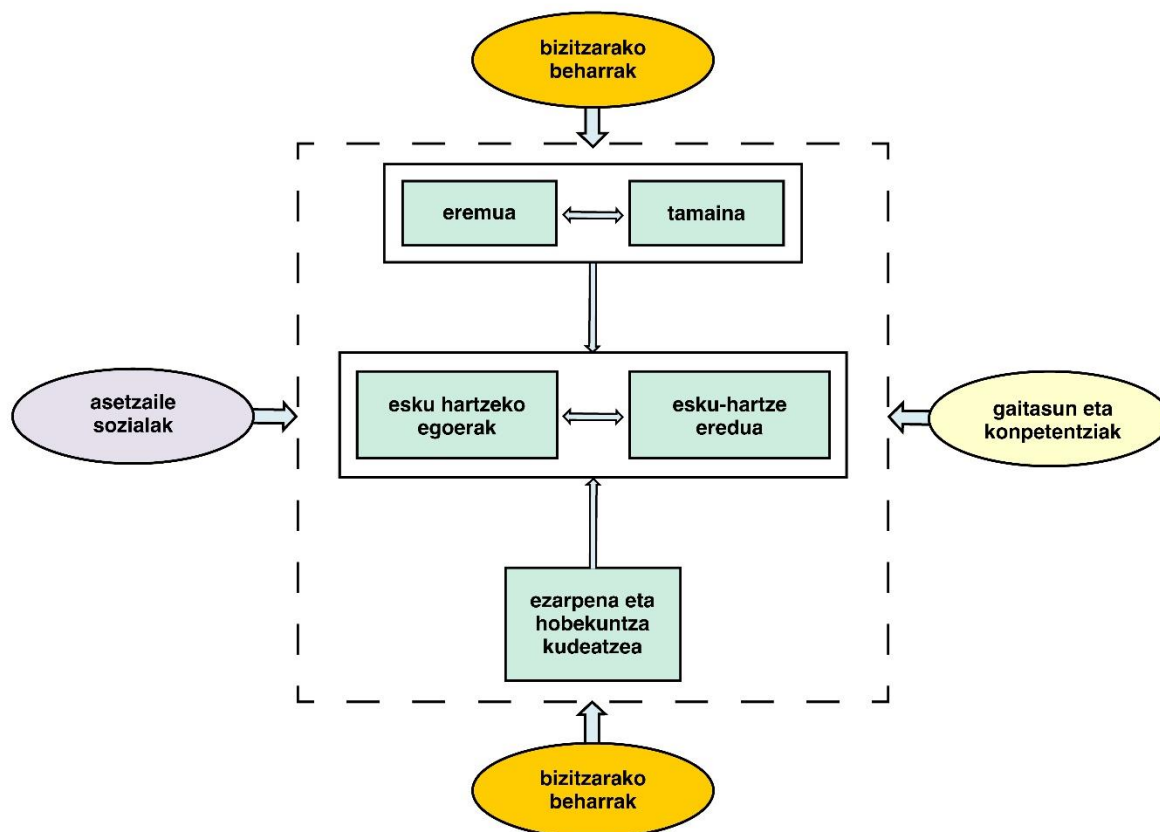 bizitzarako
beharrak
eremua
tamaina
asetzaile
sozialak
esku hartzeko
egoerak
esku-hartze
eredua
gaitasun eta
konpetentziak
ezarpena eta
hobekuntza
kudeatzea
bizitzarako
beharrak